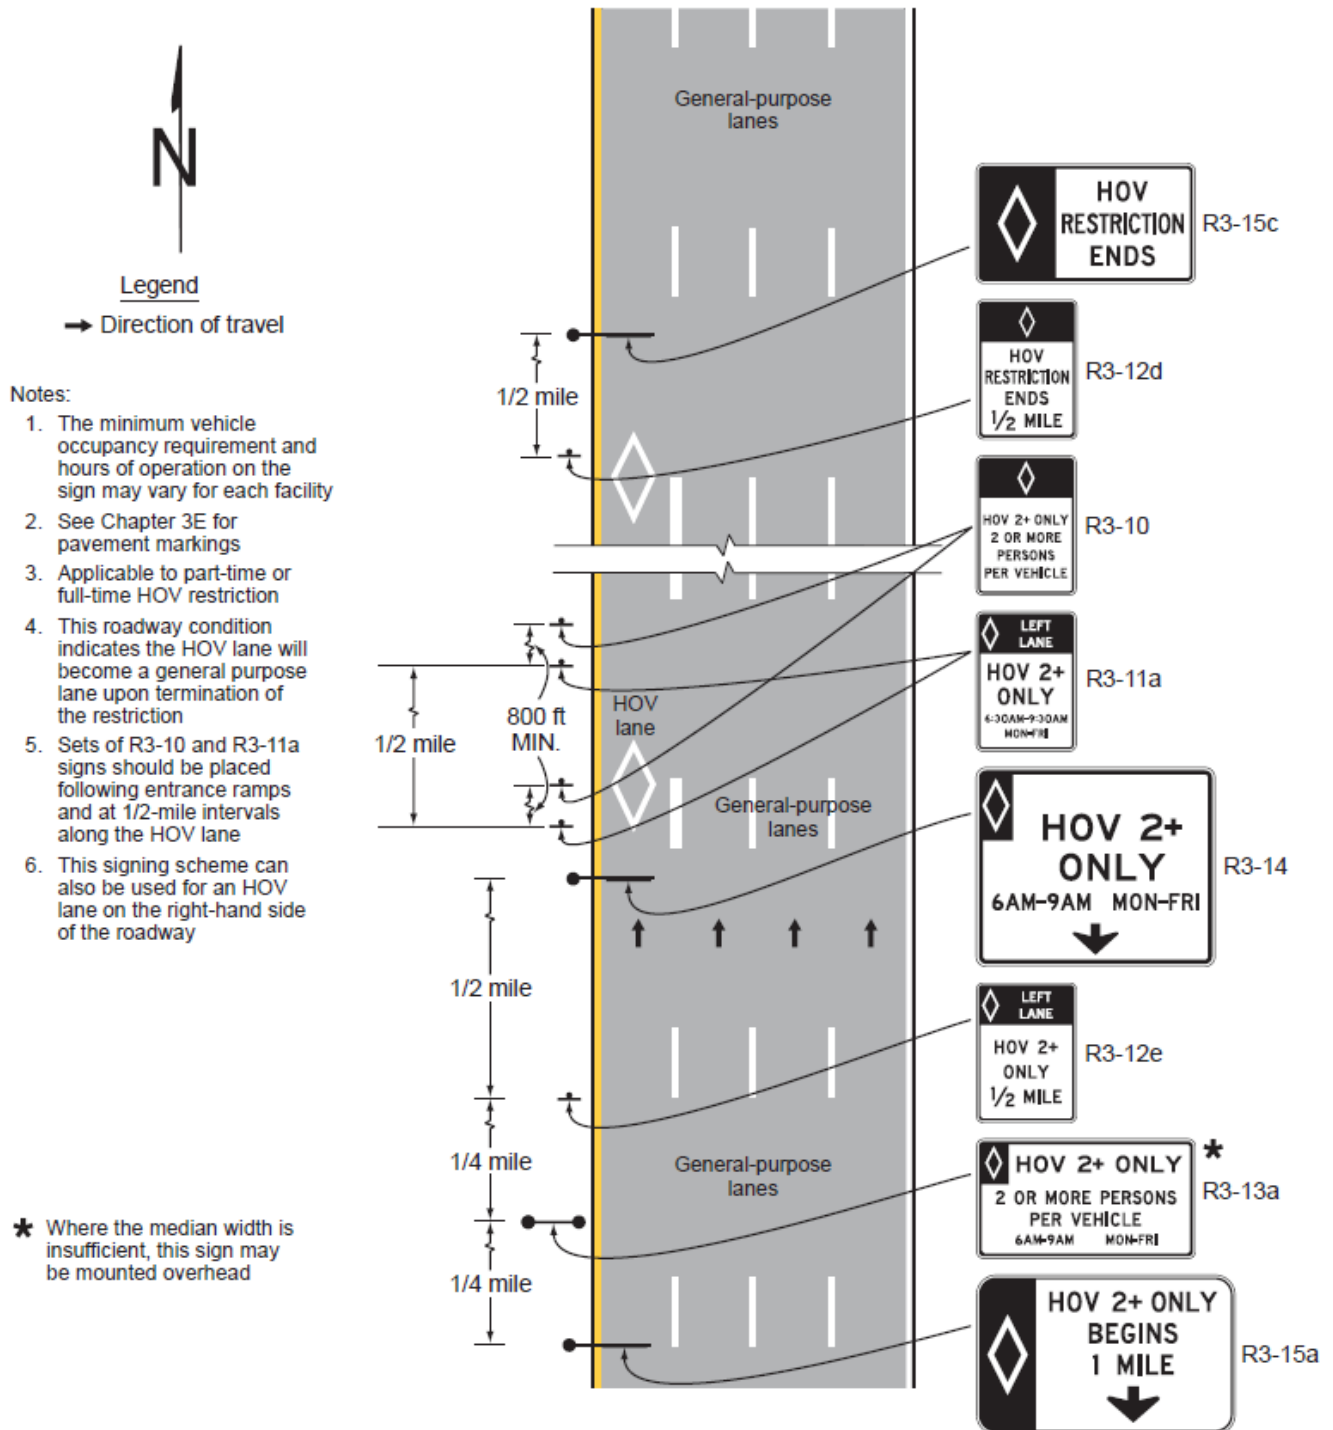 N
Legend
Direction of travel
Notes:
1. The minimum vehicle
occupancy requirement and
hours of operation on the
sign may vary for each facility
2. See Chapter 3E for
pavement markings
3. Applicable to part-time or
full-time HOV restriction
4. This roadway condition
indicates the HOV lane will
become a general purpose
lane upon termination of
the restriction
5. Sets of R3-10 and R3-11a
signs should be placed
following entrance ramps
and at 1/2-mile intervals
along the HOV lane
6. This signing scheme can
also be used for an HOV
lane on the right-hand side
of the roadway
* Where the median width is
insufficient, this sign may
be mounted overhead
1/2 mile
800 ft
MIN.
1/2 mile
1/2 mile
1/4 mile
1/4 mile
General-purpose
lanes
HOV
lane
General-purpose
lanes
General-purpose
lanes
HOV
RESTRICTION
ENDS
R3-15c
HOV
RESTRICTION
ENDS
1/2 MILE
R3-12d
HOV 2+ ONLY
2 OR MORE
PERSONS
PER VEHICLE
R3-10
LEFT
LANE
HOV 2+
ONLY
6:30AM-9:30AM
MON-FRI
R3-11a
HOV 2+
ONLY
6AM-9AM MON-FRI
R3-14
LEFT
LANE
HOV 2+
ONLY
1/2 MILE
R3-12e
HOV 2+ ONLY
2 OR MORE PERSONS
PER VEHICLE
6AM-9AM MON-FRI
*
R3-13a
HOV 2+ ONLY
BEGINS
1 MILE
R3-15a